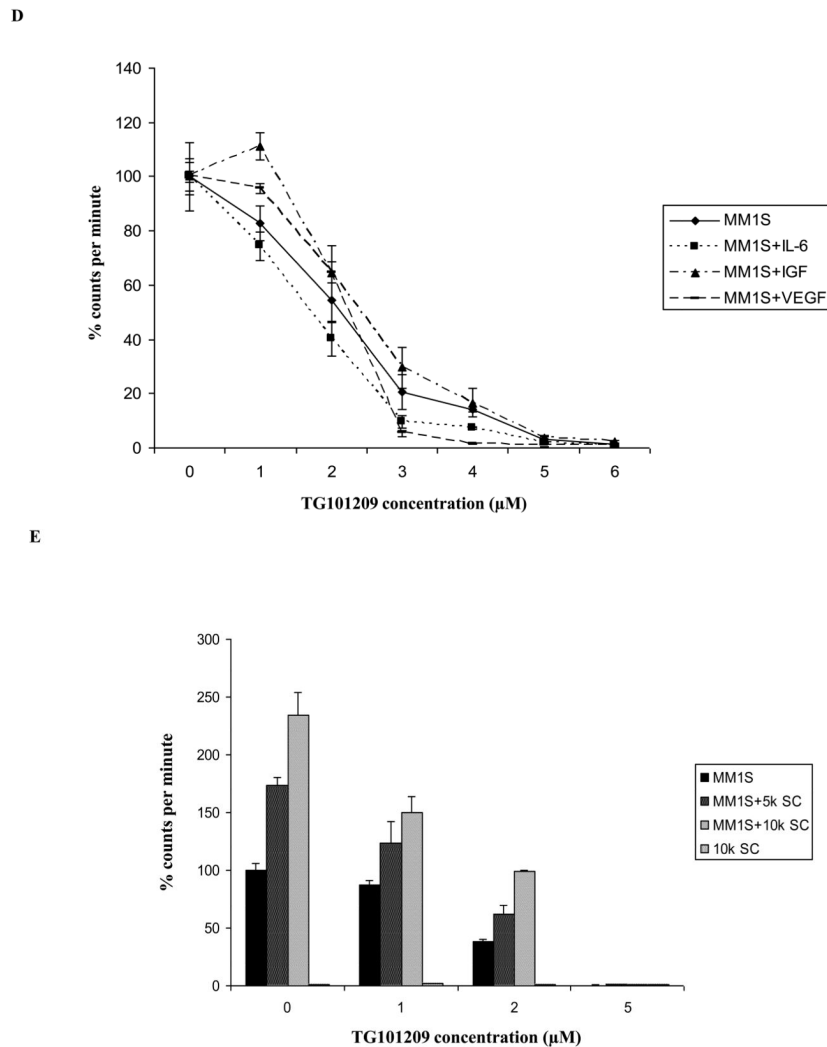 D
140
120
100
80
60
40
20
0
% counts per minute
0 1 2 3 4 5 6
TG101209 concentration (µM)
MM1S
MM1S+IL-6
MM1S+IGF
MM1S+VEGF
E
300
250
200
150
100
50
0
% counts per minute
0 1 2 5
TG101209 concentration (µM)
MM1S
MM1S+5k SC
MM1S+10k SC
10k SC